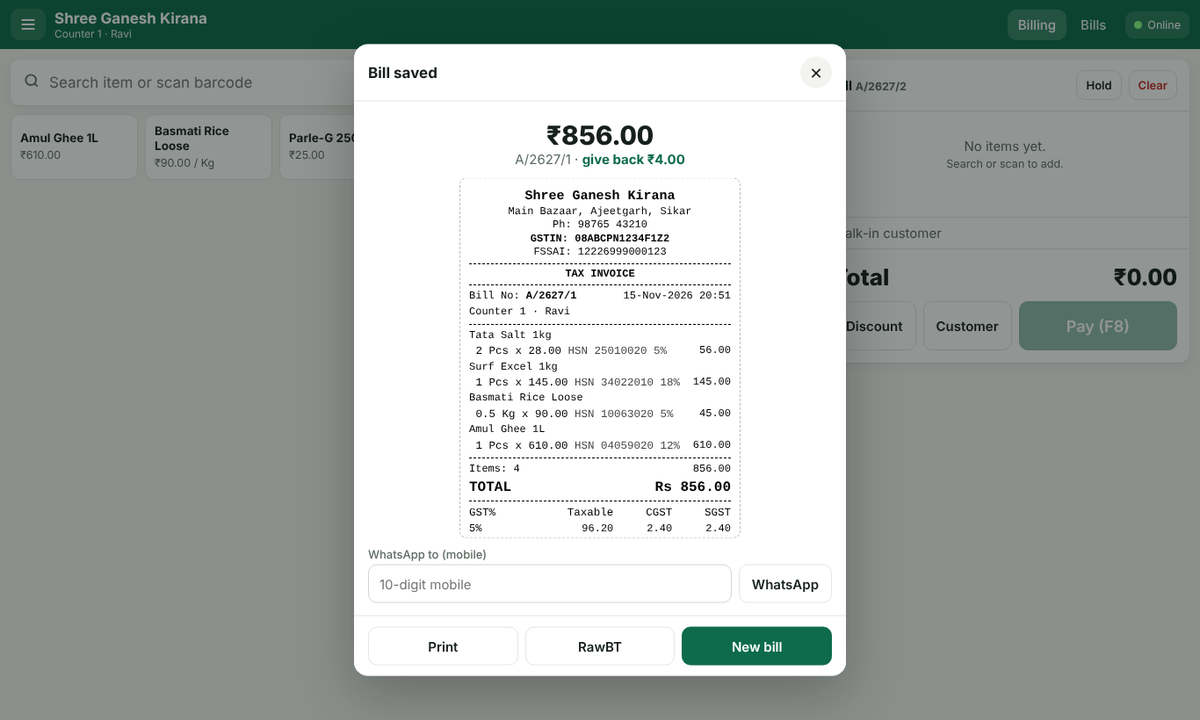 Shree Ganesh Kirana
Counter 1 · Ravi
Billing
Bills
Online
Search item or scan barcode
Amul Ghee 1L
₹610.00
Basmati Rice
Loose
₹90.00 / Kg
Parle-G
₹25.00
A/2627/2
Hold
Clear
No items yet.
Search or scan to add.
customer
₹0.00
Discount
Customer
Pay (F8)
Bill saved
₹856.00
A/2627/1 · give back ₹4.00
Shree Ganesh Kirana
Main Bazaar, Ajeetgarh, Sikar
Ph: 98765 43210
GSTIN: 08ABCPN1234F1Z2
FSSAI: 12226999000123
TAX INVOICE
Bill No: A/2627/1 15-Nov-2026 20:51
Counter 1 · Ravi
Tata Salt 1kg
2 Pcs x 28.00 HSN 25010020 5% 56.00
Surf Excel 1kg
1 Pcs x 145.00 HSN 34022010 18% 145.00
Basmati Rice Loose
0.5 Kg x 90.00 HSN 10063020 5% 45.00
Amul Ghee 1L
1 Pcs x 610.00 HSN 04059020 12% 610.00
Items: 4 856.00
TOTAL Rs 856.00
GST% Taxable CGST SGST
5% 96.20 2.40 2.40
WhatsApp to (mobile)
10-digit mobile
WhatsApp
Print
RawBT
New bill